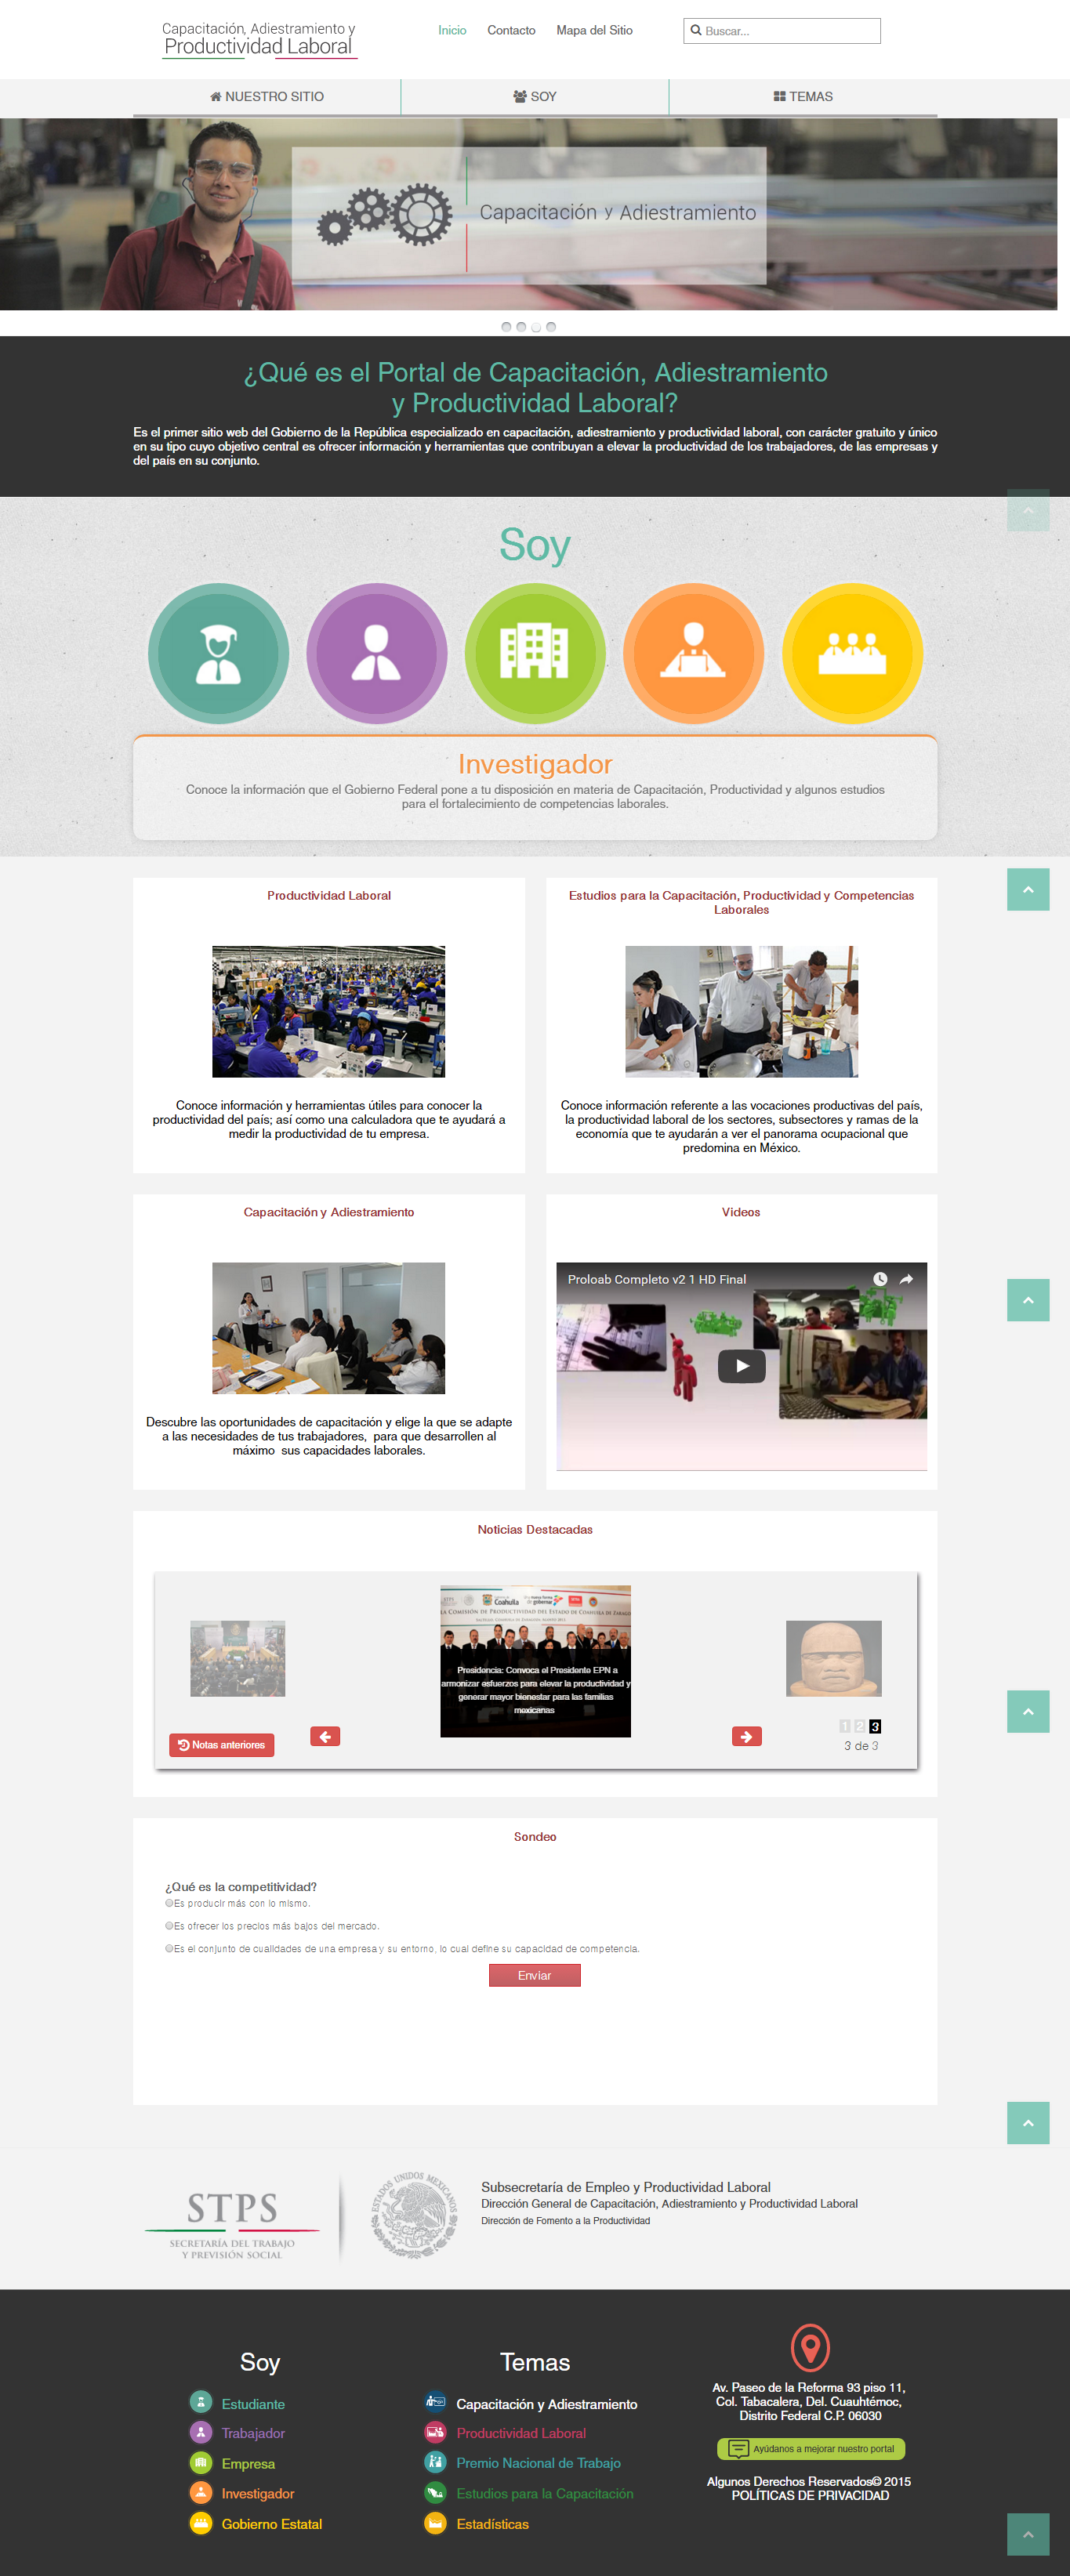 Capacitación, Adiestramiento y
Productividad Laboral
Inicio
Contacto
Mapa del Sitio
Buscar...
NUESTRO SITIO
SOY
TEMAS
Capacitación y Adiestramiento
¿Qué es el Portal de Capacitación, Adiestramiento
y Productividad Laboral?
Es el primer sitio web del Gobierno de la República especializado en capacitación, adiestramiento y productividad laboral, con carácter gratuito y único
en su tipo cuyo objetivo central es ofrecer información y herramientas que contribuyan a elevar la productividad de los trabajadores, de las empresas y
del país en su conjunto.
Soy
Investigador
Conoce la información que el Gobierno Federal pone a tu disposición en materia de Capacitación, Productividad y algunos estudios
para el fortalecimiento de competencias laborales.
Productividad Laboral
Conoce información y herramientas útiles para conocer la
productividad del país; así como una calculadora que te ayudará a
medir la productividad de tu empresa.
Estudios para la Capacitación, Productividad y Competencias
Laborales
Conoce información referente a las vocaciones productivas del país,
la productividad laboral de los sectores, subsectores y ramas de la
economía que te ayudarán a ver el panorama ocupacional que
predomina en México.
Capacitación y Adiestramiento
Descubre las oportunidades de capacitación y elige la que se adapte
a las necesidades de tus trabajadores, para que desarrollen al
máximo sus capacidades laborales.
Videos
Proloab Completo v2 1 HD Final
Noticias Destacadas
STPS
Coahuila
LA COMISIÓN DE PRODUCTIVIDAD DEL ESTADO DE COAHUILA DE ZARAGO
Presidencia: Convoca el Presidente EPN a
armonizar esfuerzos para elevar la productividad y
generar mayor bienestar para las familias
mexicanas
Notas anteriores
1 2 3
3 de 3
Sondeo
¿Qué es la competitividad?
Es producir más con lo mismo.
Es ofrecer los precios más bajos del mercado.
Es el conjunto de cualidades de una empresa y su entorno, lo cual define su capacidad de competencia.
Enviar
STPS
SECRETARÍA DEL TRABAJO
Y PREVISIÓN SOCIAL
ESTADOS UNIDOS MEXICANOS
Subsecretaría de Empleo y Productividad Laboral
Dirección General de Capacitación, Adiestramiento y Productividad Laboral
Dirección de Fomento a la Productividad
Soy
Estudiante
Trabajador
Empresa
Investigador
Gobierno Estatal
Temas
Capacitación y Adiestramiento
Productividad Laboral
Premio Nacional de Trabajo
Estudios para la Capacitación
Estadísticas
Av. Paseo de la Reforma 93 piso 11,
Col. Tabacalera, Del. Cuauhtémoc,
Distrito Federal C.P. 06030
Ayúdanos a mejorar nuestro portal
Algunos Derechos Reservados© 2015
POLÍTICAS DE PRIVACIDAD